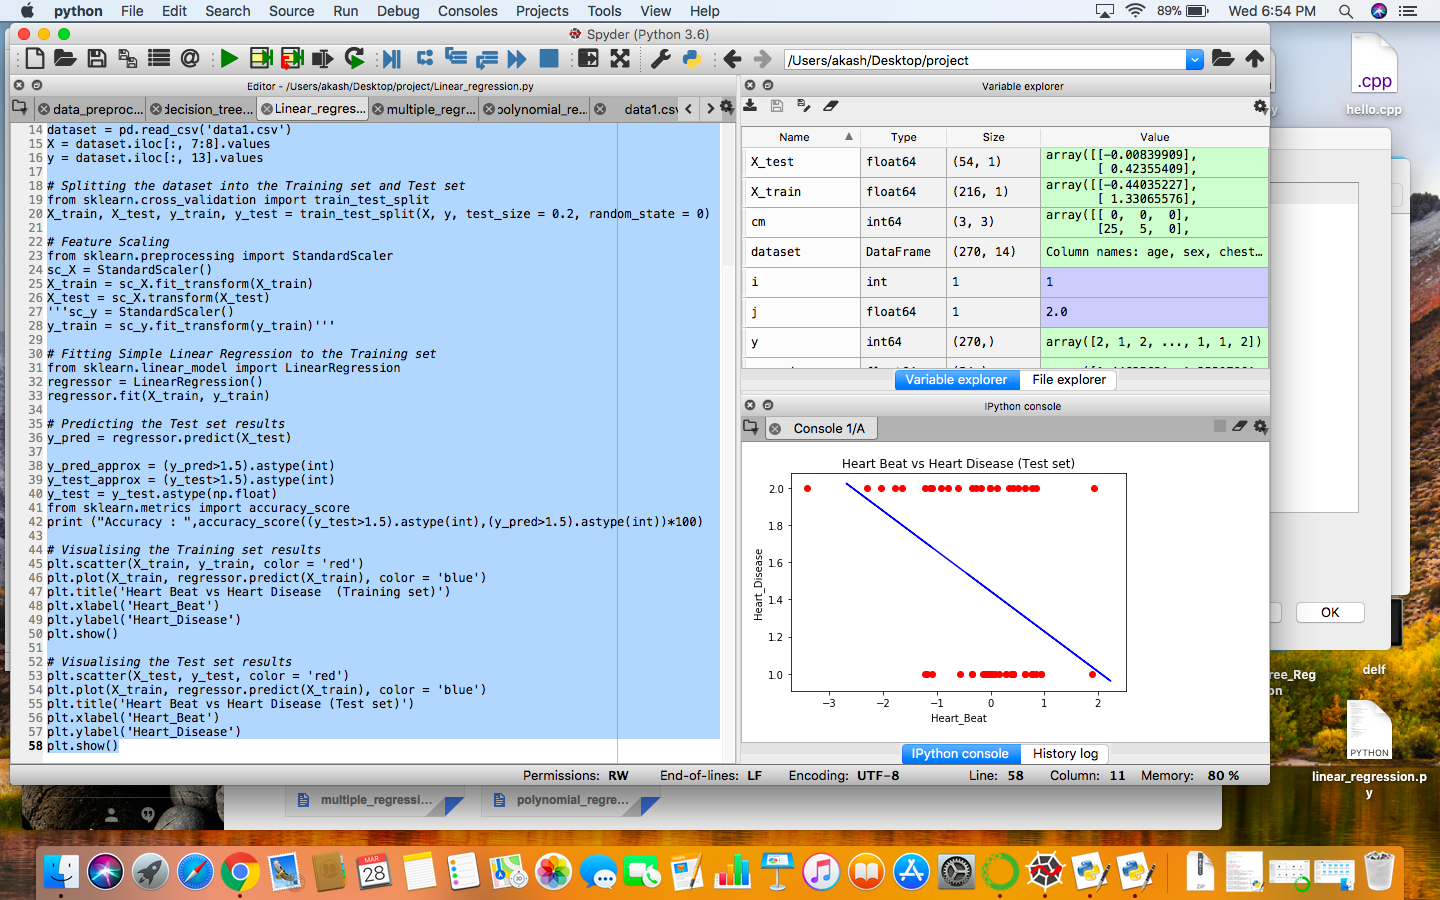 python File Edit Search Source Run Debug Consoles Projects Tools View Help
89% Wed 6:54 PM
Spyder (Python 3.6)
/Users/akash/Desktop/project
Editor - /Users/akash/Desktop/project/Linear_regression.py
data_preproc... decision_tree... Linear_regres... multiple_regr... polynomial_re... data1.csv
14 dataset = pd.read_csv('data1.csv')
15 X = dataset.iloc[:, 7:8].values
16 y = dataset.iloc[:, 13].values
17
18 # Splitting the dataset into the Training set and Test set
19 from sklearn.cross_validation import train_test_split
20 X_train, X_test, y_train, y_test = train_test_split(X, y, test_size = 0.2, random_state = 0)
21
22 # Feature Scaling
23 from sklearn.preprocessing import StandardScaler
24 sc_X = StandardScaler()
25 X_train = sc_X.fit_transform(X_train)
26 X_test = sc_X.transform(X_test)
27 '''sc_y = StandardScaler()
28 y_train = sc_y.fit_transform(y_train)'''
29
30 # Fitting Simple Linear Regression to the Training set
31 from sklearn.linear_model import LinearRegression
32 regressor = LinearRegression()
33 regressor.fit(X_train, y_train)
34
35 # Predicting the Test set results
36 y_pred = regressor.predict(X_test)
37
38 y_pred_approx = (y_pred>1.5).astype(int)
39 y_test_approx = (y_test>1.5).astype(int)
40 y_test = y_test.astype(np.float)
41 from sklearn.metrics import accuracy_score
42 print ("Accuracy : ",accuracy_score((y_test>1.5).astype(int),(y_pred>1.5).astype(int))*100)
43
44 # Visualising the Training set results
45 plt.scatter(X_train, y_train, color = 'red')
46 plt.plot(X_train, regressor.predict(X_train), color = 'blue')
47 plt.title('Heart Beat vs Heart Disease  (Training set)')
48 plt.xlabel('Heart_Beat')
49 plt.ylabel('Heart_Disease')
50 plt.show()
51
52 # Visualising the Test set results
53 plt.scatter(X_test, y_test, color = 'red')
54 plt.plot(X_train, regressor.predict(X_train), color = 'blue')
55 plt.title('Heart Beat vs Heart Disease (Test set)')
56 plt.xlabel('Heart_Beat')
57 plt.ylabel('Heart_Disease')
58 plt.show()
Variable explorer
Name Type Size Value
X_test float64 (54, 1) array([[-0.00839909],
[ 0.42355409],
X_train float64 (216, 1) array([[-0.44035227],
[ 1.33065576],
cm int64 (3, 3) array([[ 0, 0, 0],
[25, 5, 0],
dataset DataFrame (270, 14) Column names: age, sex, chest...
i int 1 1
j float64 1 2.0
y int64 (270,) array([2, 1, 2, ..., 1, 1, 2])
Variable explorer File explorer
IPython console
Console 1/A
Heart Beat vs Heart Disease (Test set)
2.0
1.8
1.6
1.4
1.2
1.0
Heart_Disease
−3 −2 −1 0 1 2
Heart_Beat
IPython console History log
Permissions: RW End-of-lines: LF Encoding: UTF-8 Line: 58 Column: 11 Memory: 80 %
multiple_regressi... polynomial_regre...
.cpp
hello.cpp
OK
ree_Reg
on
delf
PYTHON
linear_regression.p
y
MAR
28
ZIP